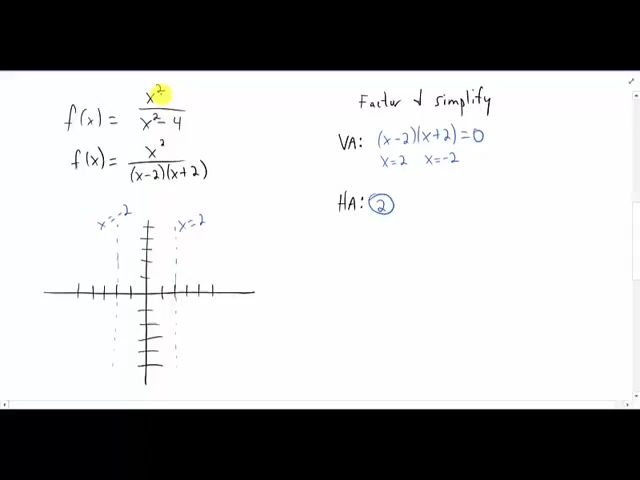 f(x) = x² / x² - 4
f(x) = x² / (x-2)(x+2)
x=-2
x=2
Factor & simplify
VA: (x-2)(x+2)=0
x=2 x=-2
HA: 2